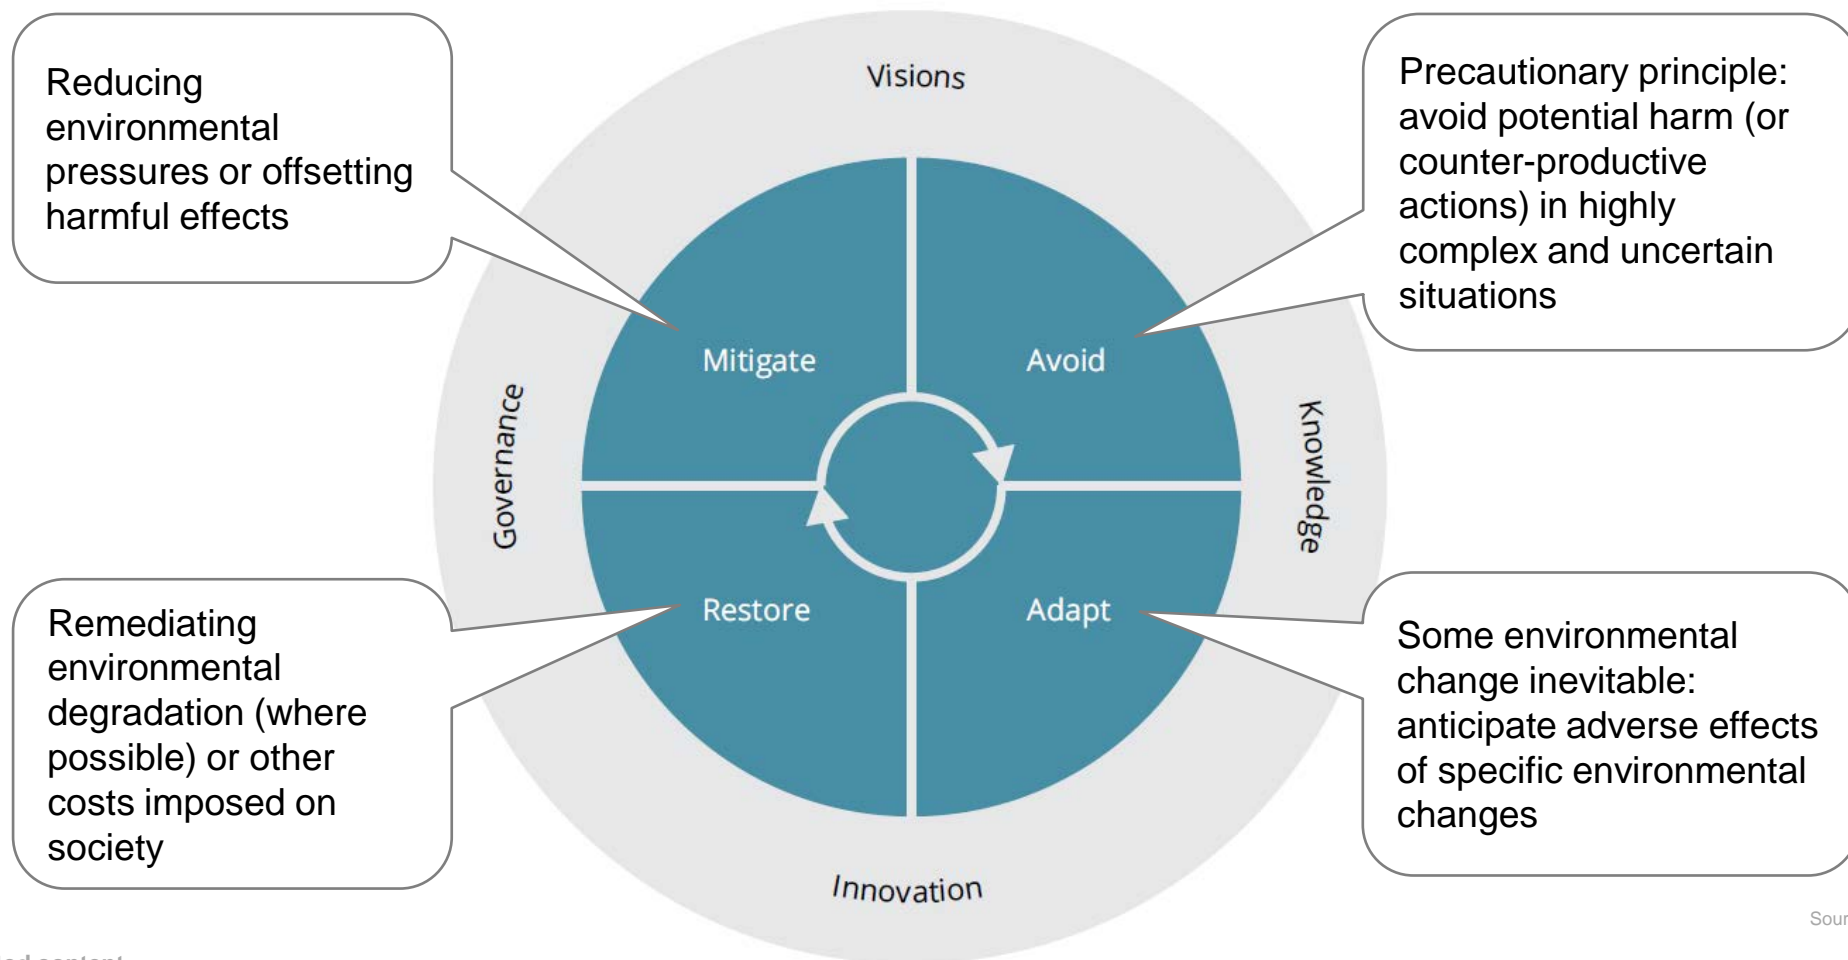 Reducing
environmental
pressures or offsetting
harmful effects
Visions
Precautionary principle:
avoid potential harm (or
counter-productive
actions) in highly
complex and uncertain
situations
Mitigate
Avoid
Governance
Knowledge
Restore
Adapt
Remediating
environmental
degradation (where
possible) or other
costs imposed on
society
Some environmental
change inevitable:
anticipate adverse effects
of specific environmental
changes
Innovation
Sour
content